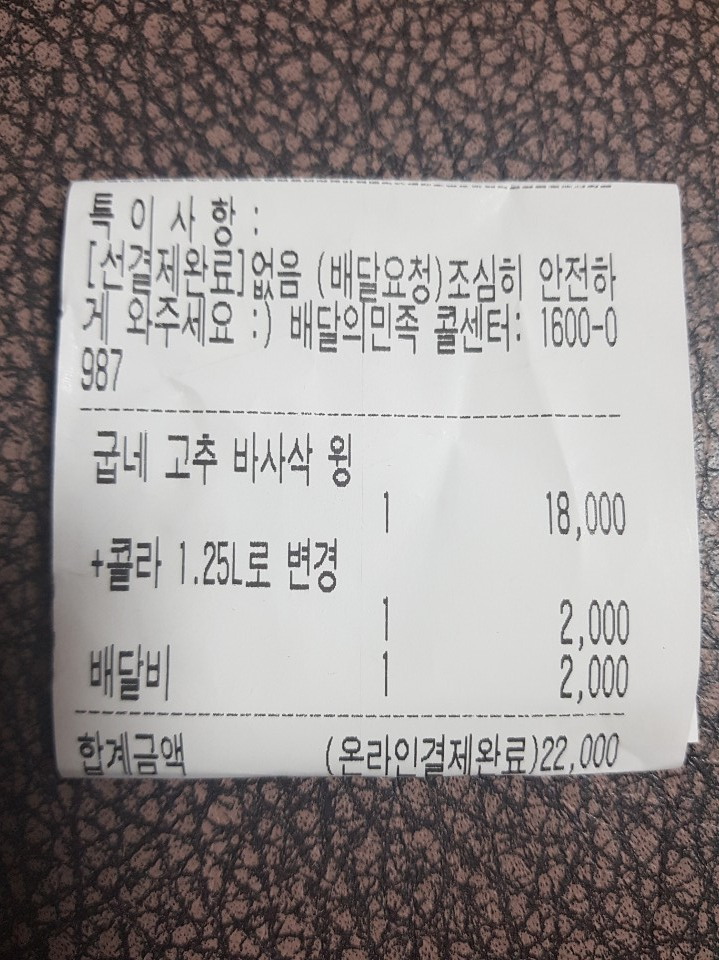 특 이 사 항 :
[선결제완료]없음 (배달요청)조심히 안전하
게 와주세요 :) 배달의민족 콜센터: 1600-0
987
굽네 고추 바사삭 윙
1 18,000
+콜라 1.25L로 변경
1 2,000
배달비 1 2,000
합계금액 (온라인결제완료)22,000